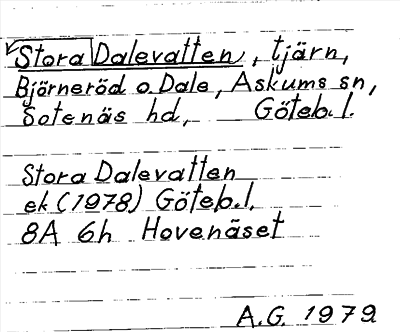 Stora Dalevatten, tjärn,
Björneröd o. Dale, Askums sn,
Sotenäs hd, Göteb. l.
Stora Dalevatten
ek (1978) Göteb. l.
8A 6h Hovenäset
A.G. 1979